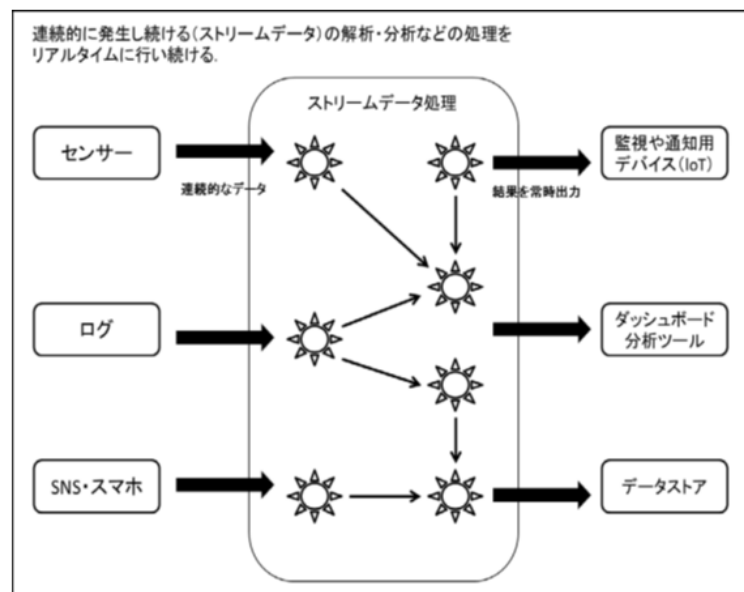 連続的に発生し続ける(ストリームデータ)の解析・分析などの処理を
リアルタイムに行い続ける.
ストリームデータ処理
センサー
連続的なデータ
結果を常時出力
監視や通知用
デバイス(IoT)
ログ
ダッシュボード
分析ツール
SNS・スマホ
データストア